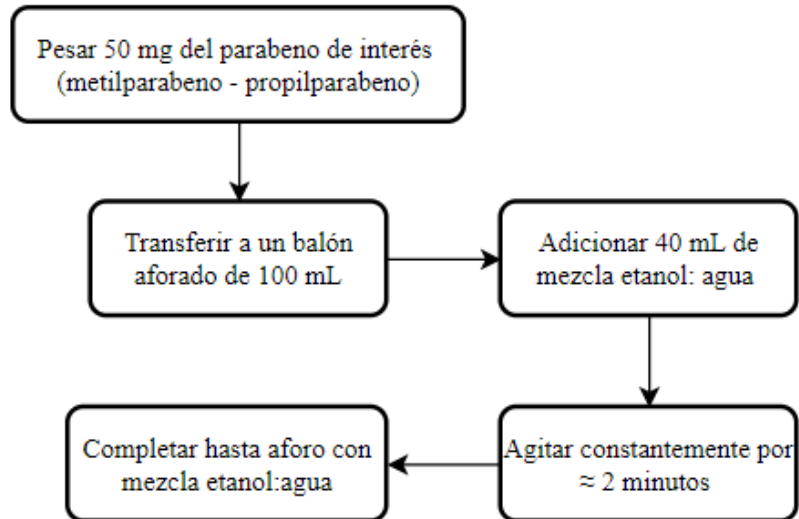 Pesar 50 mg del parabeno de interés
(metilparabeno - propilparabeno)
Transferir a un balón
aforado de 100 mL
Adicionar 40 mL de
mezcla etanol: agua
Agitar constantemente por
≈ 2 minutos
Completar hasta aforo con
mezcla etanol:agua